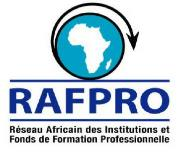 RAFPRO
Réseau Africain des Institutions et
Fonds de Formation Professionnelle